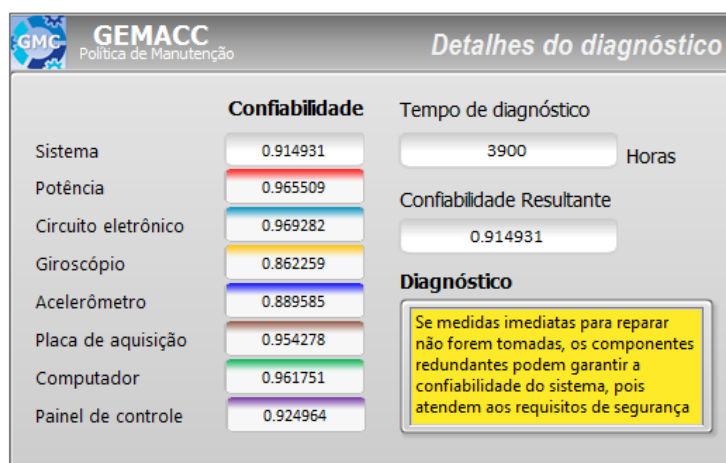 GMC
GEMACC
Política de Manutenção
Detalhes do diagnóstico
Confiabilidade
Sistema 0.914931
Potência 0.965509
Circuito eletrônico 0.969282
Giroscópio 0.862259
Acelerômetro 0.889585
Placa de aquisição 0.954278
Computador 0.961751
Painel de controle 0.924964
Tempo de diagnóstico
3900 Horas
Confiabilidade Resultante
0.914931
Diagnóstico
Se medidas imediatas para reparar
não forem tomadas, os componentes
redundantes podem garantir a
confiabilidade do sistema, pois
atendem aos requisitos de segurança